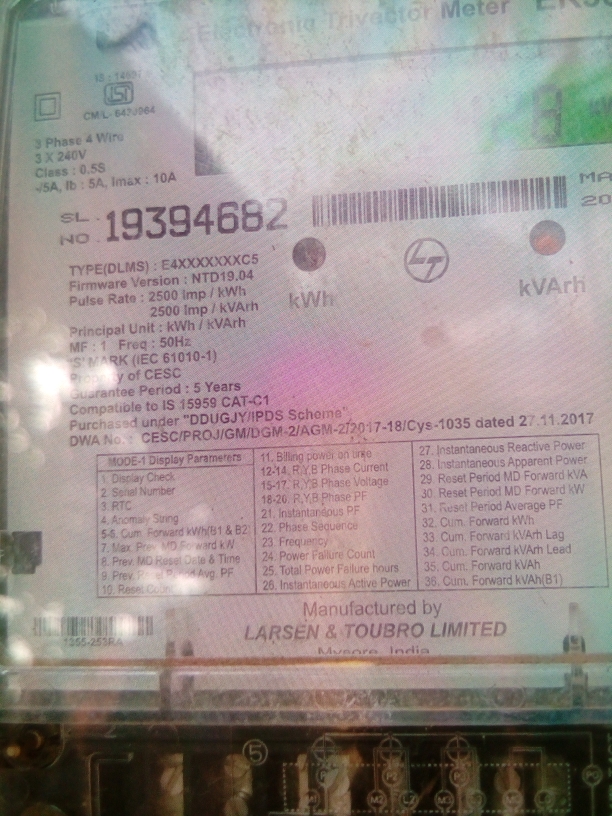 Electronic Trivector Meter
IS : 14697
CM/L- 6420064
3 Phase 4 Wire
3 X 240V
Class : 0.5S
-/5A, Ib : 5A, Imax : 10A
SL. NO. 19394682
TYPE(DLMS) : E4XXXXXXXC5
Firmware Version : NTD19.04
Pulse Rate : 2500 Imp / kWh
2500 Imp / kVArh
kWh
kVArh
Principal Unit : kWh / kVArh
MF : 1 Freq : 50Hz
'S' MARK (IEC 61010-1)
Property of CESC
Guarantee Period : 5 Years
Compatible to IS 15959 CAT-C1
Purchased under "DDUGJY/IPDS Scheme"
DWA No. : CESC/PROJ/GM/DGM-2/AGM-2/2017-18/Cys-1035 dated 27.11.2017
MODE-1 Display Parameters
1. Display Check
2. Serial Number
3. RTC
4. Anomaly String
5-6. Cum. Forward kWh(B1 & B2)
7. Max. Prev. MD Forward kW
8. Prev. MD Reset Date & Time
9. Prev. Avg. PF
10. Reset
11. Billing power on time
12-14. R,Y,B Phase Current
15-17. R,Y,B Phase Voltage
18-20. R,Y,B Phase PF
21. Instantaneous PF
22. Phase Sequence
23. Frequency
24. Power Failure Count
25. Total Power Failure hours
26. Instantaneous Active Power
27. Instantaneous Reactive Power
28. Instantaneous Apparent Power
29. Reset Period MD Forward kVA
30. Reset Period MD Forward kW
31. Reset Period Average PF
32. Cum. Forward kWh
33. Cum. Forward kVArh Lag
34. Cum. Forward kVArh Lead
35. Cum. Forward kVAh
36. Cum. Forward kVAh(B1)
Manufactured by
LARSEN & TOUBRO LIMITED
Mysore, India
5